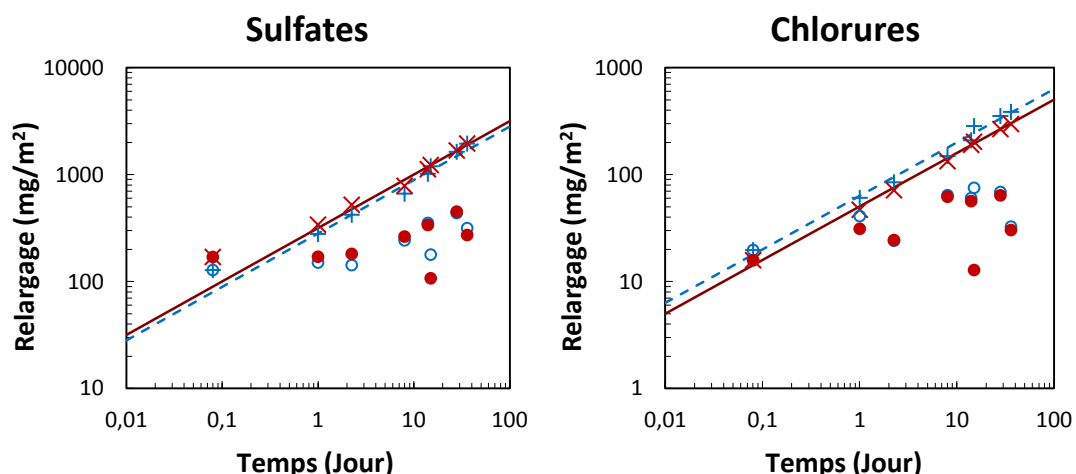 Sulfates
Relargage (mg/m²)
10000
1000
100
10
0,01 0,1 1 10 100
Temps (Jour)
Chlorures
Relargage (mg/m²)
1000
100
10
1
0,01 0,1 1 10 100
Temps (Jour)